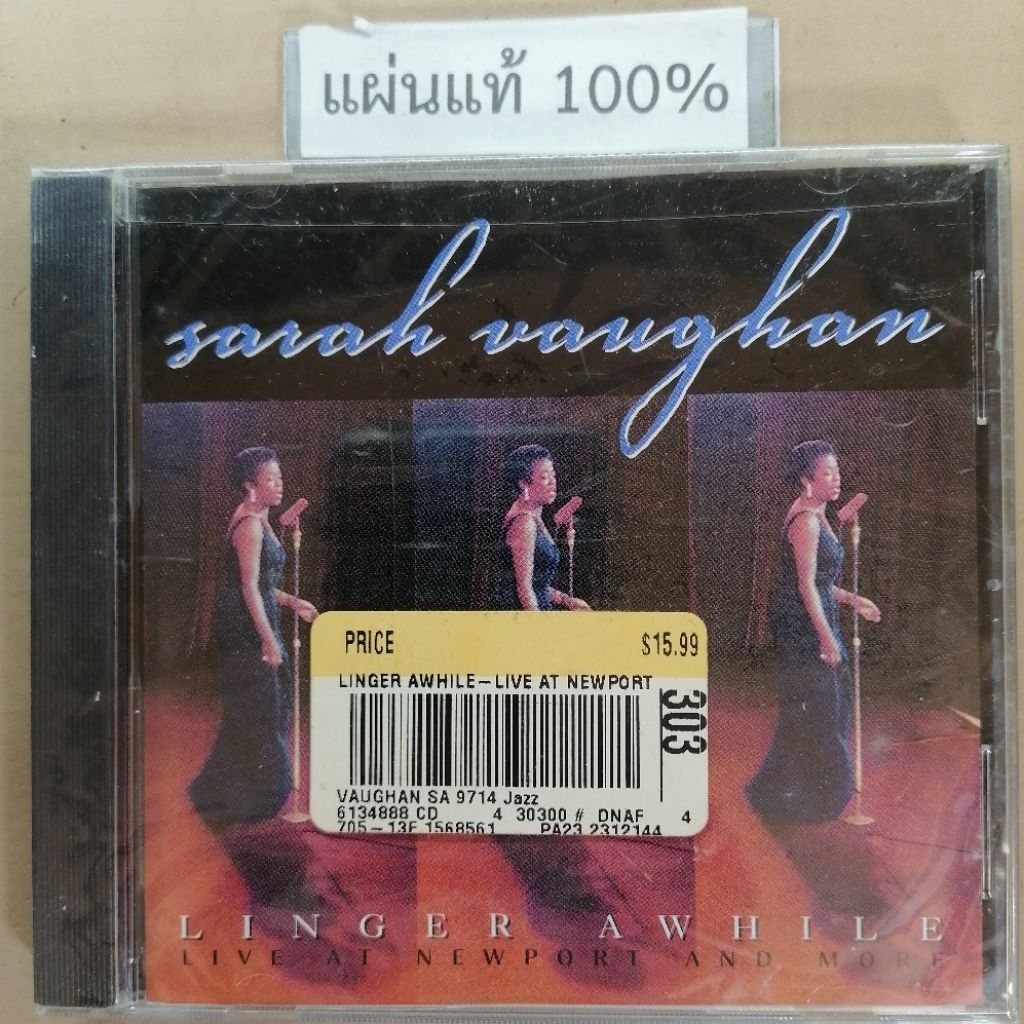 แผ่นแท้ 100%
sarah vaughan
PRICE $15.99
LINGER AWHILE-LIVE AT NEWPORT
303
VAUGHAN SA 9714 Jazz
6134888 CD 4 30300 # DNAF 4
705-13F 1568561 PA23 2312144
LINGER AWHILE
LIVE AT NEWPORT AND MORE